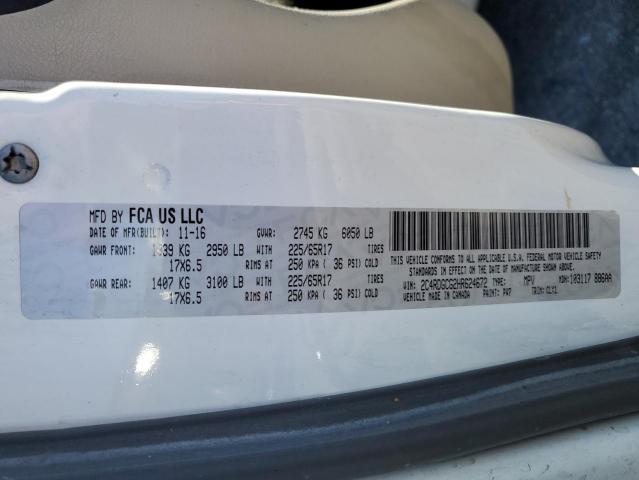 MFD BY FCA US LLC
DATE OF MFR(BUILT): 11-16 GVWR: 2745 KG 6050 LB
GAWR FRONT: 1339 KG 2950 LB WITH 225/65R17 TIRES
17X6.5 RIMS AT 250 KPA ( 36 PSI) COLD
GAWR REAR: 1407 KG 3100 LB WITH 225/65R17 TIRES
17X6.5 RIMS AT 250 KPA ( 36 PSI) COLD
THIS VEHICLE CONFORMS TO ALL APPLICABLE U.S.A. FEDERAL MOTOR VEHICLE SAFETY
STANDARDS IN EFFECT ON THE DATE OF MANUFACTURE SHOWN ABOVE.
VIN: 2C4RDGCG2HR624672 TYPE: MPV MDH: 103117 886AA
VEHICLE MADE IN CANADA PAINT: PW7 TRIM: